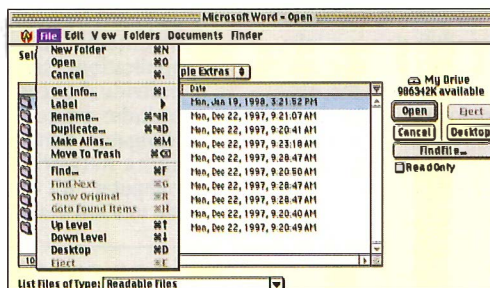 Microsoft Word – Open
File Edit View Folders Documents Finder
New Folder ⌘N
Open ⌘O
Cancel ⌘.
Get Info… ⌘I
Label
Rename… ⌘⌥R
Duplicate… ⌘⌥D
Make Alias… ⌘M
Move To Trash ⌘⌫
Find… ⌘F
Find Next ⌘G
Show Original ⌘R
Goto Found Items ⌘H
Up Level ⌘↑
Down Level ⌘↓
Desktop ⌘D
Eject ⌘E
ple Extras
Date
Mon, Jan 19, 1998, 3:21:52 PM
Mon, Dec 22, 1997, 9:21:07 AM
Mon, Dec 22, 1997, 9:20:41 AM
Mon, Dec 22, 1997, 9:23:18 AM
Mon, Dec 22, 1997, 9:28:47 AM
Mon, Dec 22, 1997, 9:20:50 AM
Mon, Dec 22, 1997, 9:28:47 AM
Mon, Dec 22, 1997, 9:28:47 AM
Mon, Dec 22, 1997, 9:20:40 AM
Mon, Dec 22, 1997, 9:20:49 AM
My Drive
986342K available
Open Eject
Cancel Desktop
Find File…
Read Only
List Files of Type: Readable Files